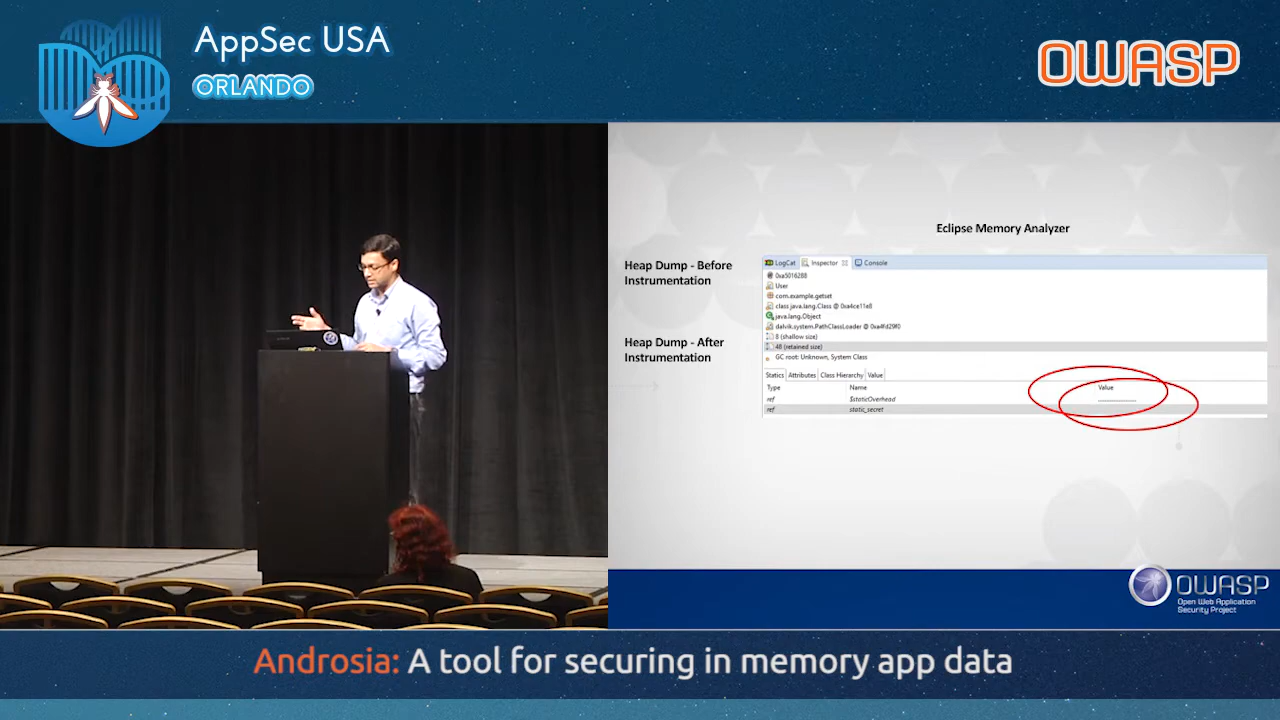 AppSec USA
ORLANDO
OWASP
Eclipse Memory Analyzer
Heap Dump - Before
Instrumentation
Heap Dump - After
Instrumentation
LogCat Inspector Console
0xa5016288
User
com.example.getset
class java.lang.Class @ 0xa4ce11e8
java.lang.Object
dalvik.system.PathClassLoader @ 0xa4fd29f0
8 (shallow size)
48 (retained size)
GC root: Unknown, System Class
Statics Attributes Class Hierarchy Value
Type Name Value
ref $staticOverhead
ref static_secret
OWASP
Open Web Application
Security Project
Androsia: A tool for securing in memory app data